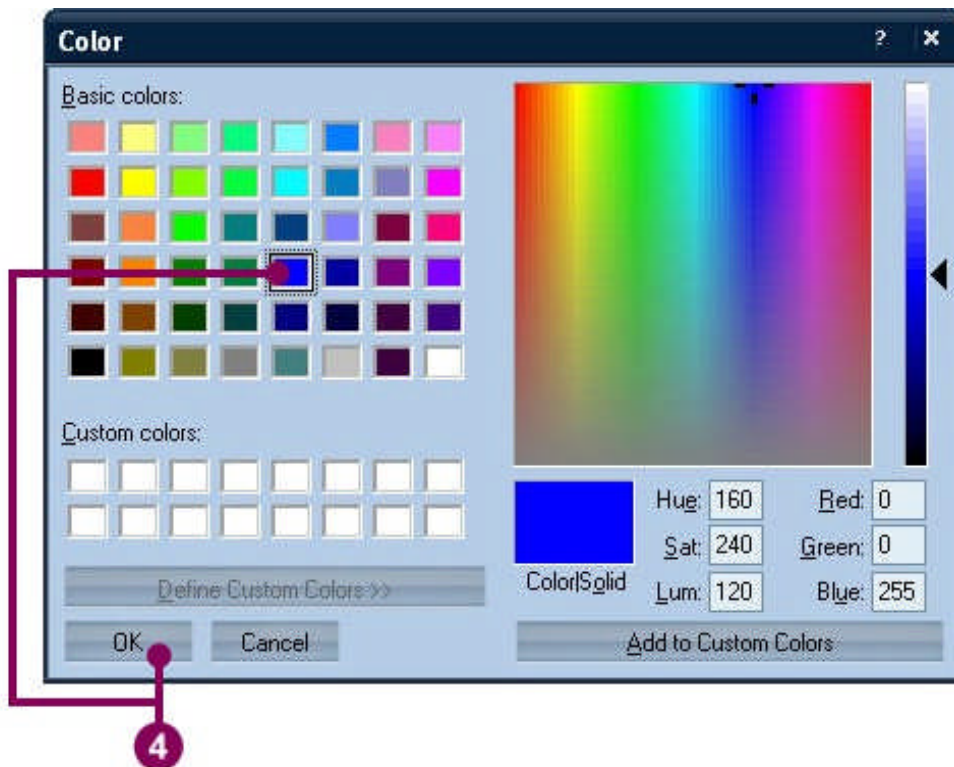 Color ? ×
Basic colors:
Custom colors:
Define Custom Colors >>
OK Cancel
Color|Solid
Hue: 160 Red: 0
Sat: 240 Green: 0
Lum: 120 Blue: 255
Add to Custom Colors
4